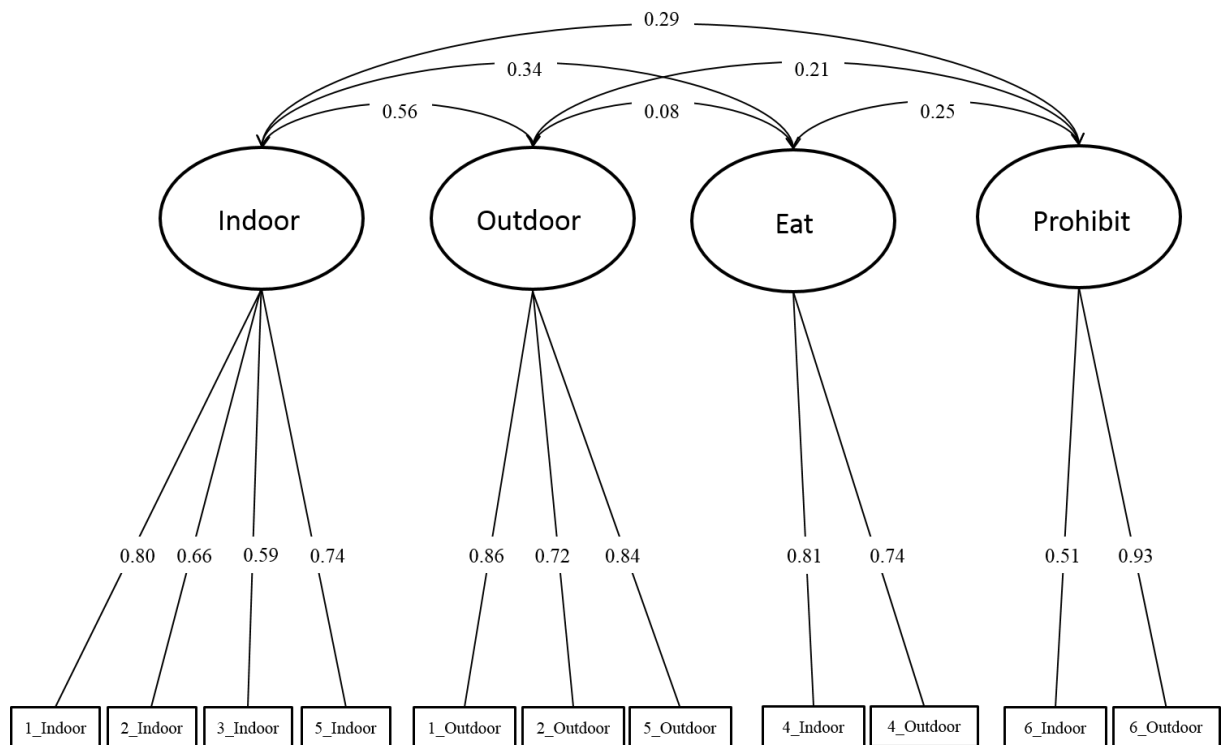 0.29
0.34 0.21
0.56 0.08 0.25
Indoor Outdoor Eat Prohibit
0.80 0.66 0.59 0.74 0.86 0.72 0.84 0.81 0.74 0.51 0.93
1_Indoor 2_Indoor 3_Indoor 5_Indoor 1_Outdoor 2_Outdoor 5_Outdoor 4_Indoor 4_Outdoor 6_Indoor 6_Outdoor